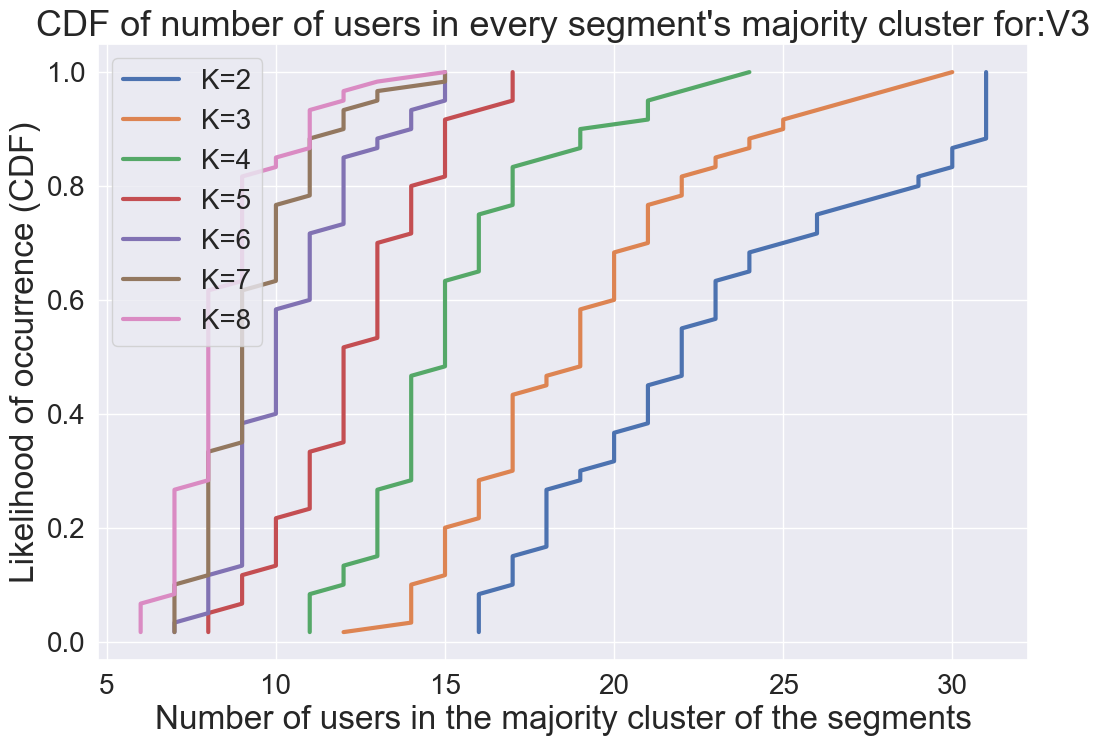 CDF of number of users in every segment's majority cluster for:V3
Likelihood of occurrence (CDF)
1.0
0.8
0.6
0.4
0.2
0.0
K=2
K=3
K=4
K=5
K=6
K=7
K=8
5 10 15 20 25 30
Number of users in the majority cluster of the segments